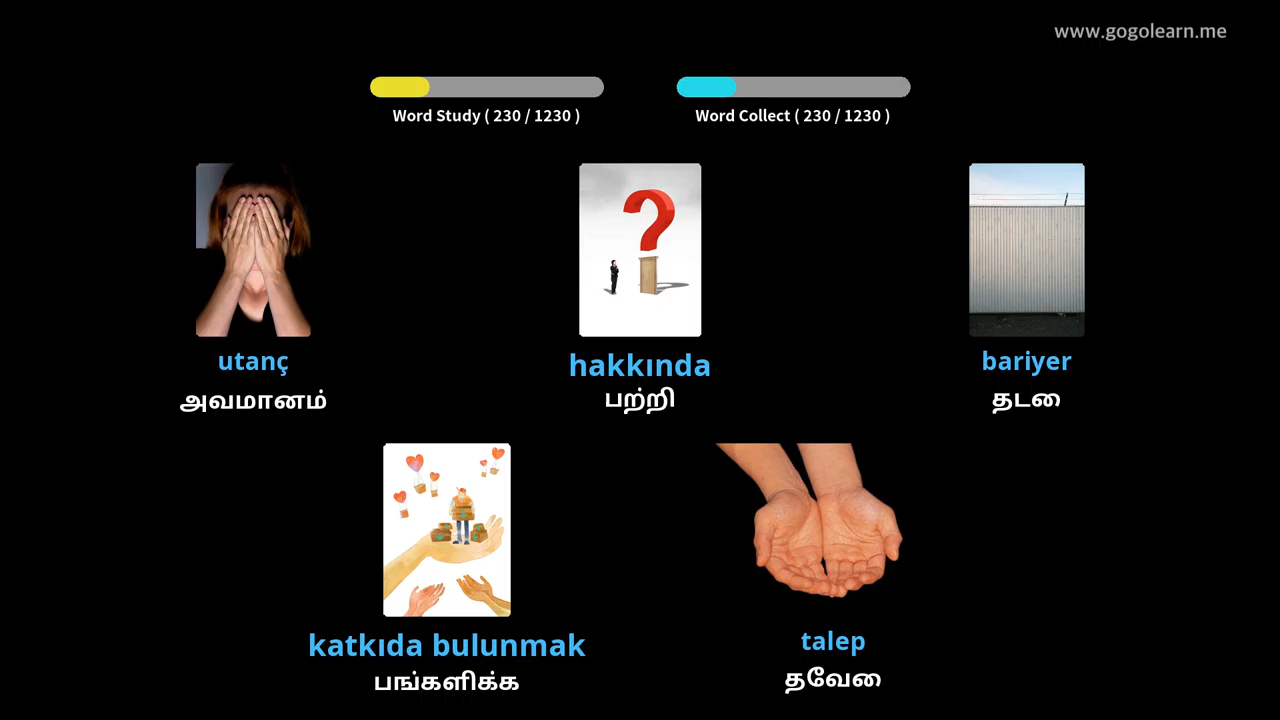 www.gogolearn.me
Word Study ( 230 / 1230 )
Word Collect ( 230 / 1230 )
utanç
hakkında
bariyer
அவமானம்
பற்றி
தடை
katkıda bulunmak
talep
பங்களிக்க
தேவை